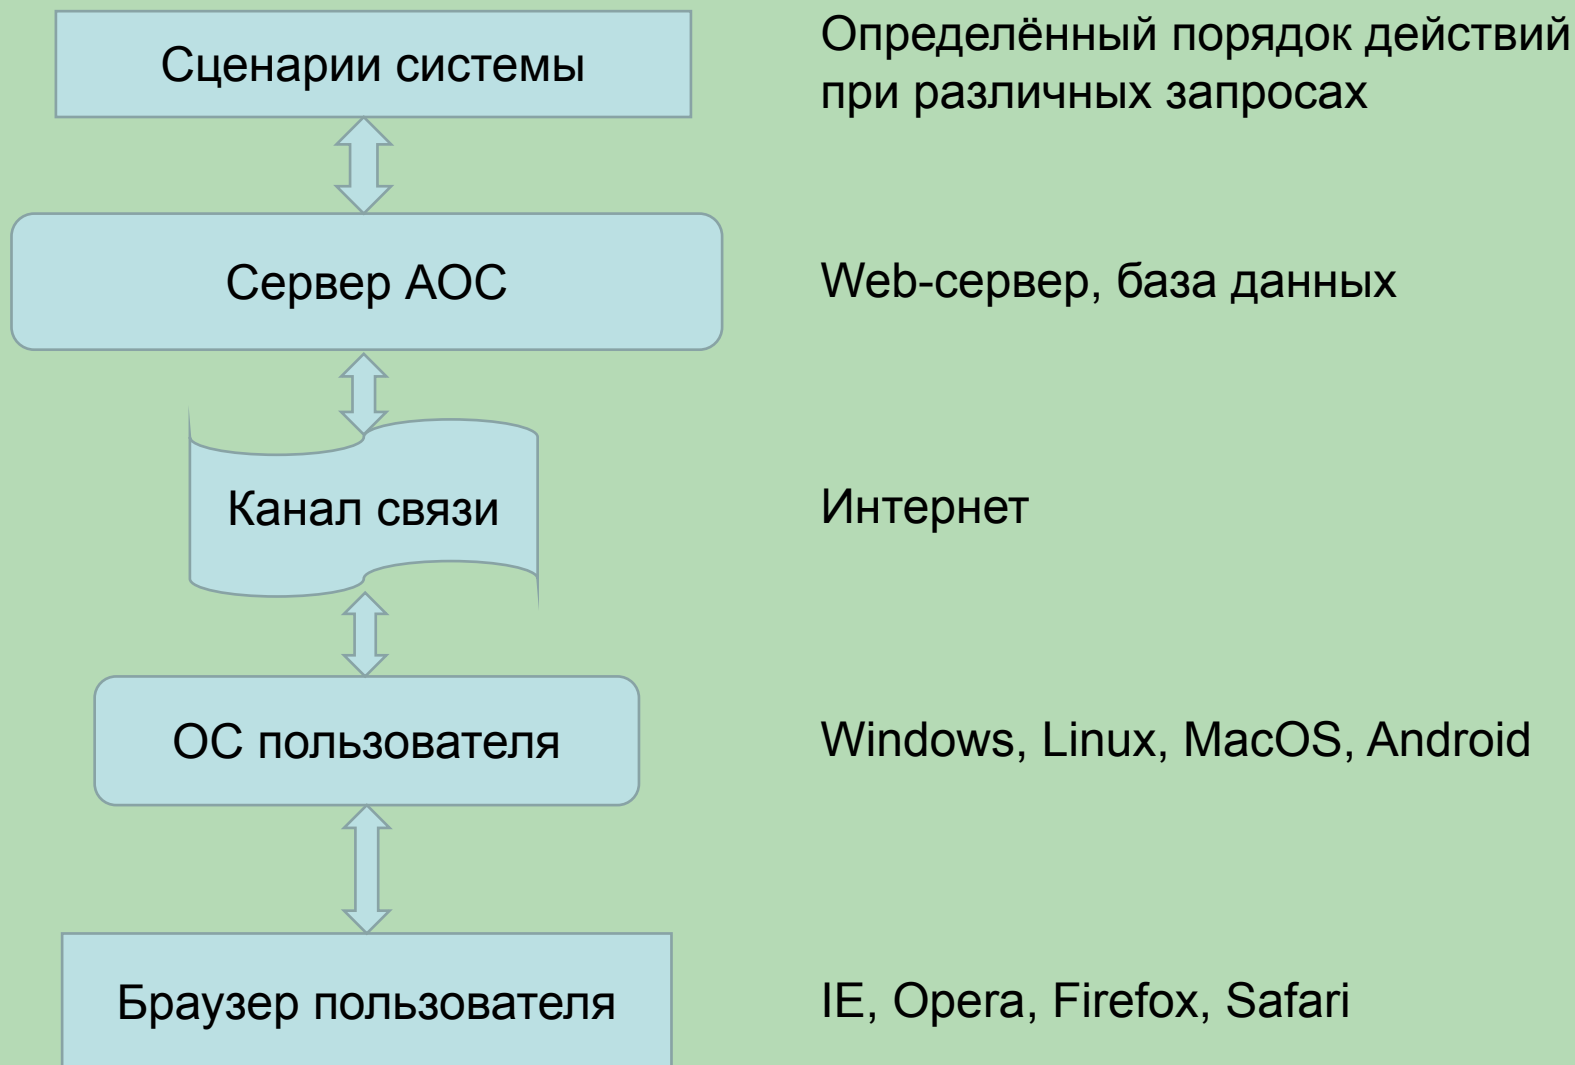 Сценарии системы
Определённый порядок действий
при различных запросах
Сервер АОС
Web-сервер, база данных
Канал связи
Интернет
ОС пользователя
Windows, Linux, MacOS, Android
Браузер пользователя
IE, Opera, Firefox, Safari